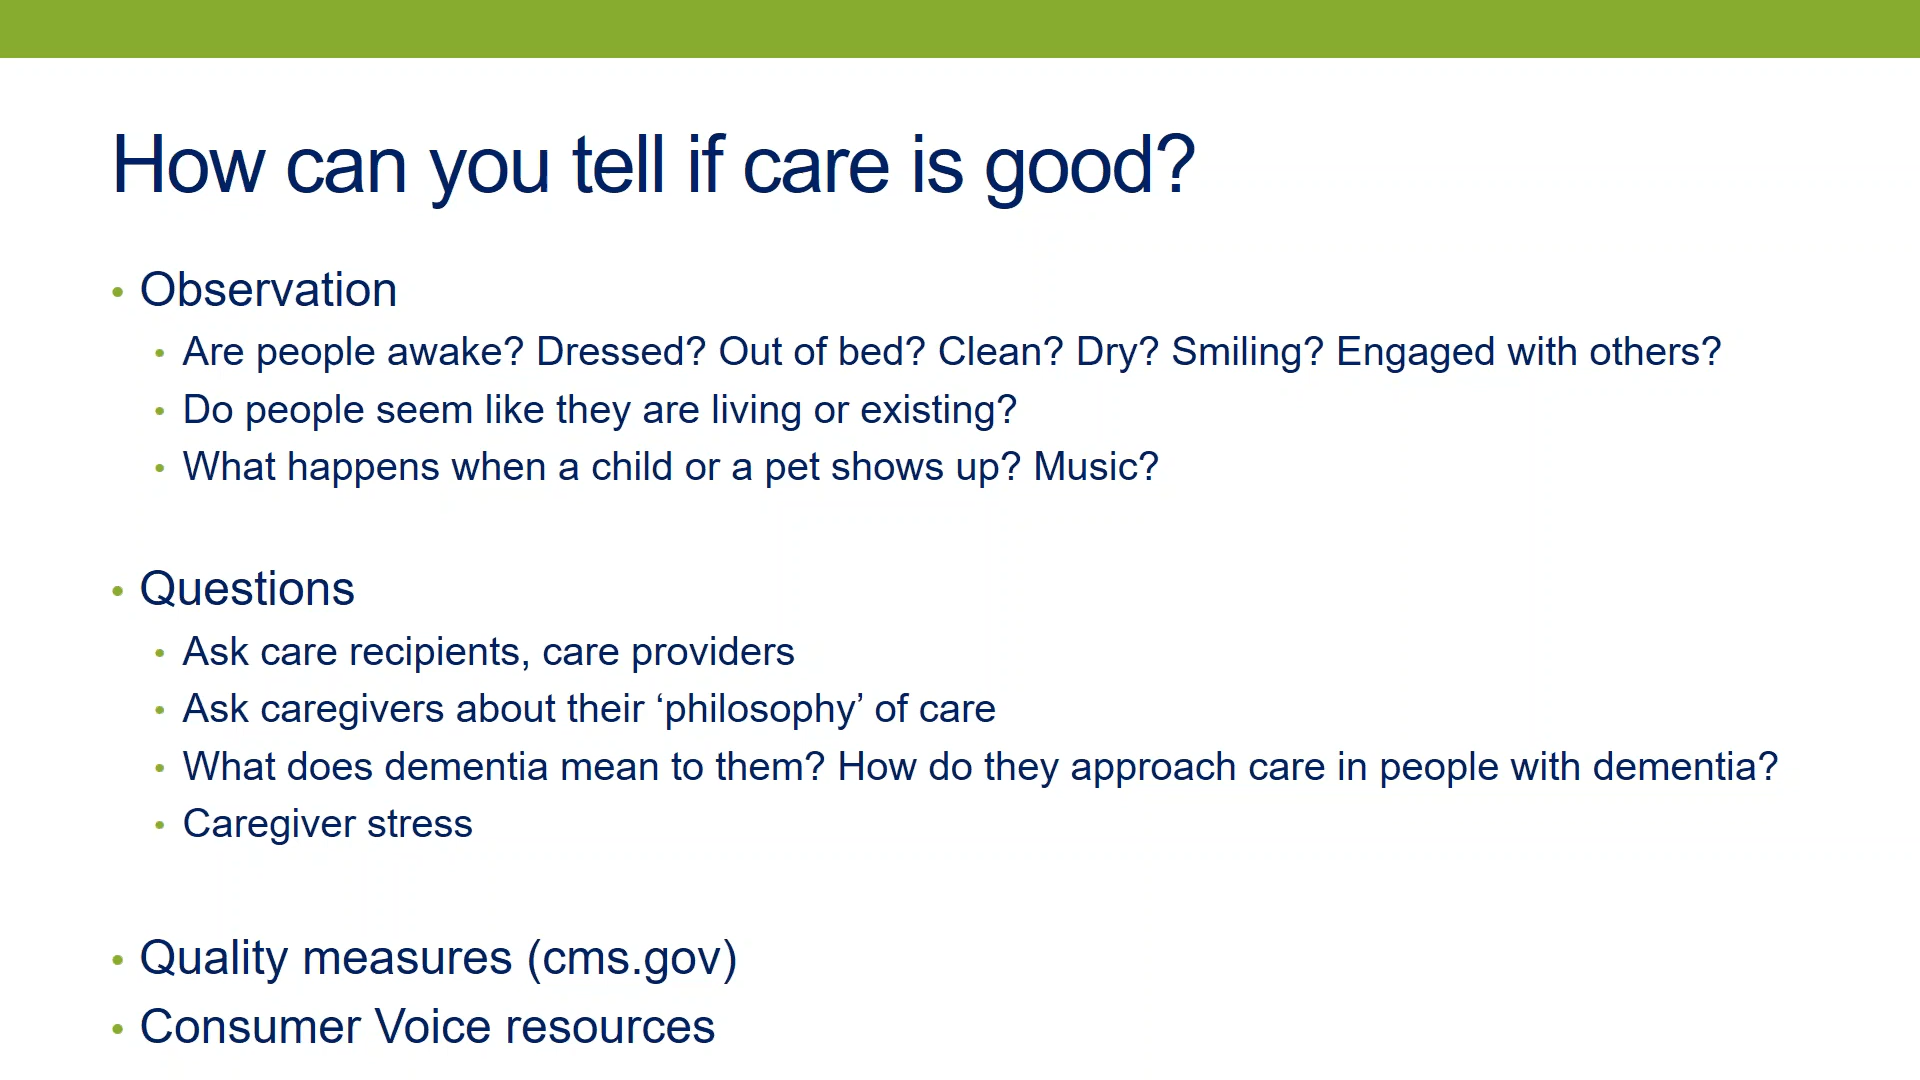 How can you tell if care is good?
• Observation
• Are people awake? Dressed? Out of bed? Clean? Dry? Smiling? Engaged with others?
• Do people seem like they are living or existing?
• What happens when a child or a pet shows up? Music?
• Questions
• Ask care recipients, care providers
• Ask caregivers about their ‘philosophy’ of care
• What does dementia mean to them? How do they approach care in people with dementia?
• Caregiver stress
• Quality measures (cms.gov)
• Consumer Voice resources